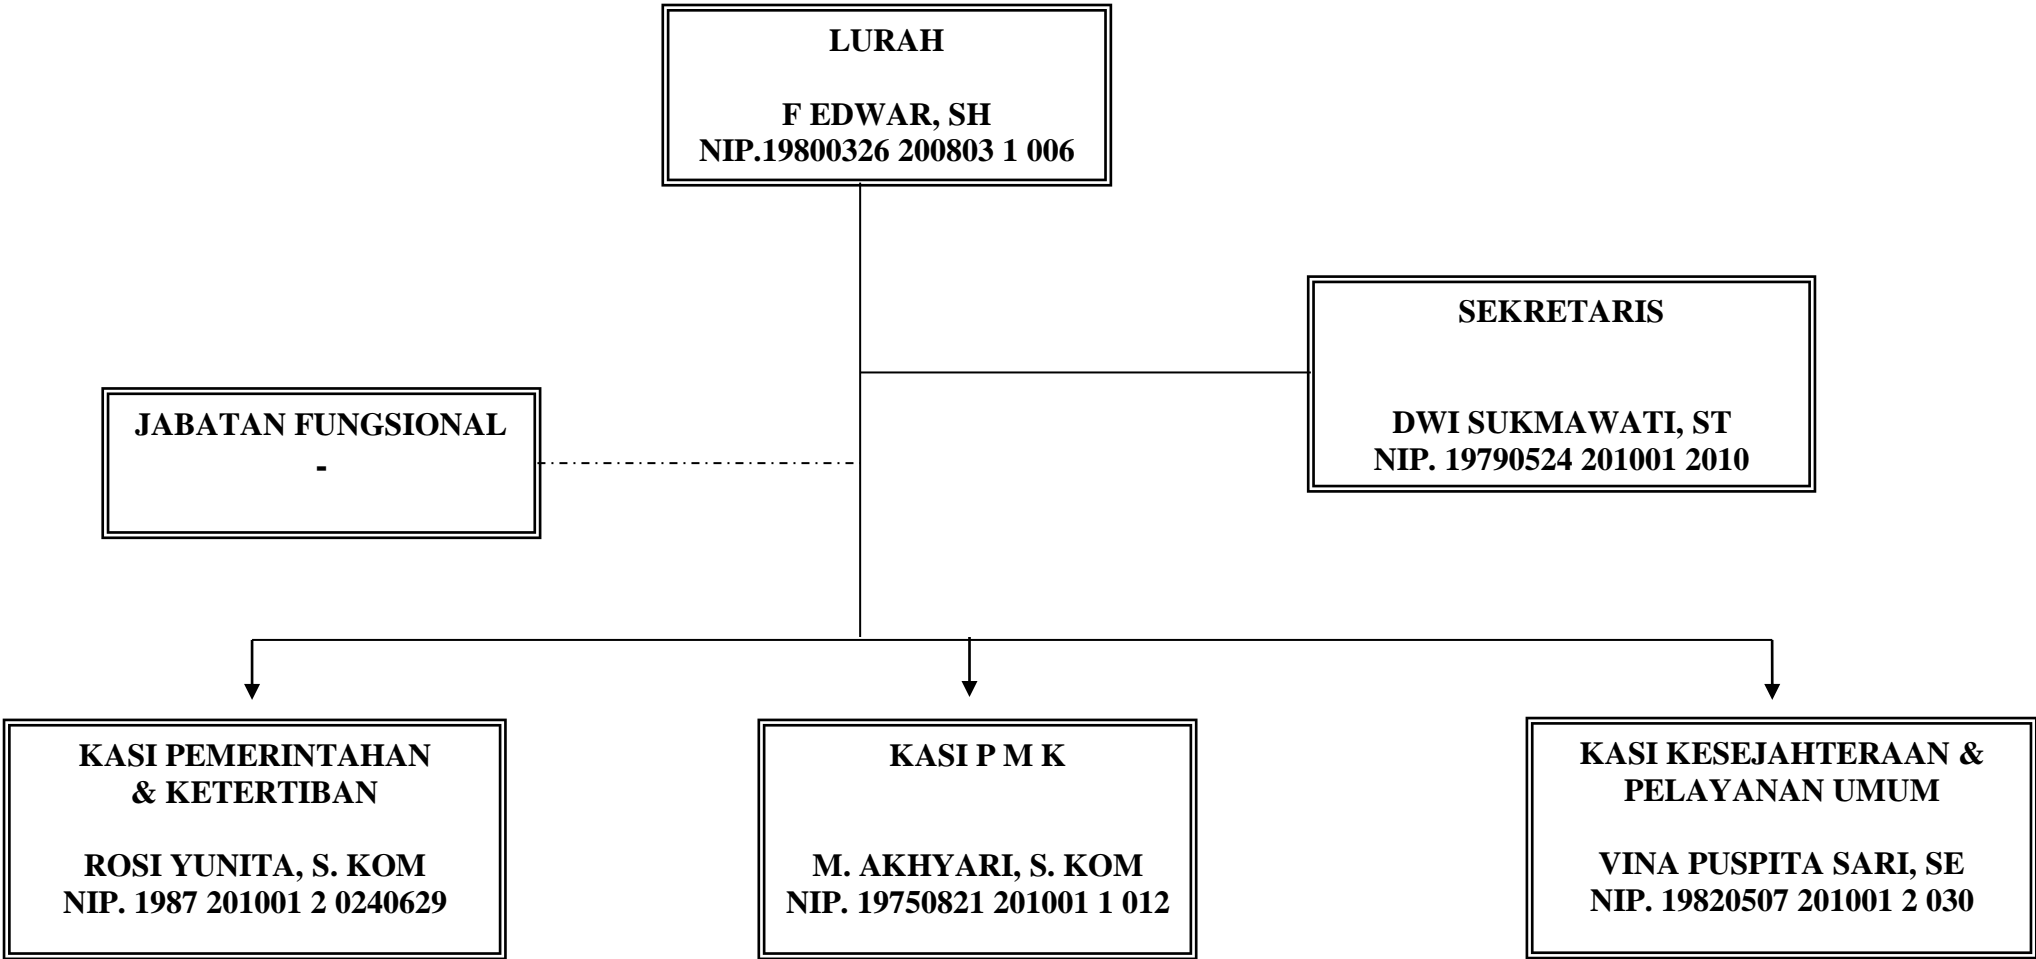 LURAH
F EDWAR, SH
NIP.19800326 200803 1 006
SEKRETARIS
DWI SUKMAWATI, ST
NIP. 19790524 201001 2010
JABATAN FUNGSIONAL
-
KASI PEMERINTAHAN
& KETERTIBAN
ROSI YUNITA, S. KOM
NIP. 1987 201001 2 0240629
KASI P M K
M. AKHYARI, S. KOM
NIP. 19750821 201001 1 012
KASI KESEJAHTERAAN &
PELAYANAN UMUM
VINA PUSPITA SARI, SE
NIP. 19820507 201001 2 030